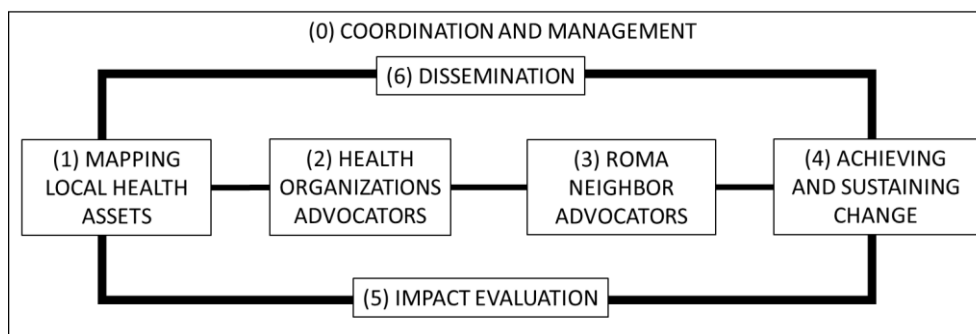 (0) COORDINATION AND MANAGEMENT
(6) DISSEMINATION
(1) MAPPING
LOCAL HEALTH
ASSETS
(2) HEALTH
ORGANIZATIONS
ADVOCATORS
(3) ROMA
NEIGHBOR
ADVOCATORS
(4) ACHIEVING
AND SUSTAINING
CHANGE
(5) IMPACT EVALUATION